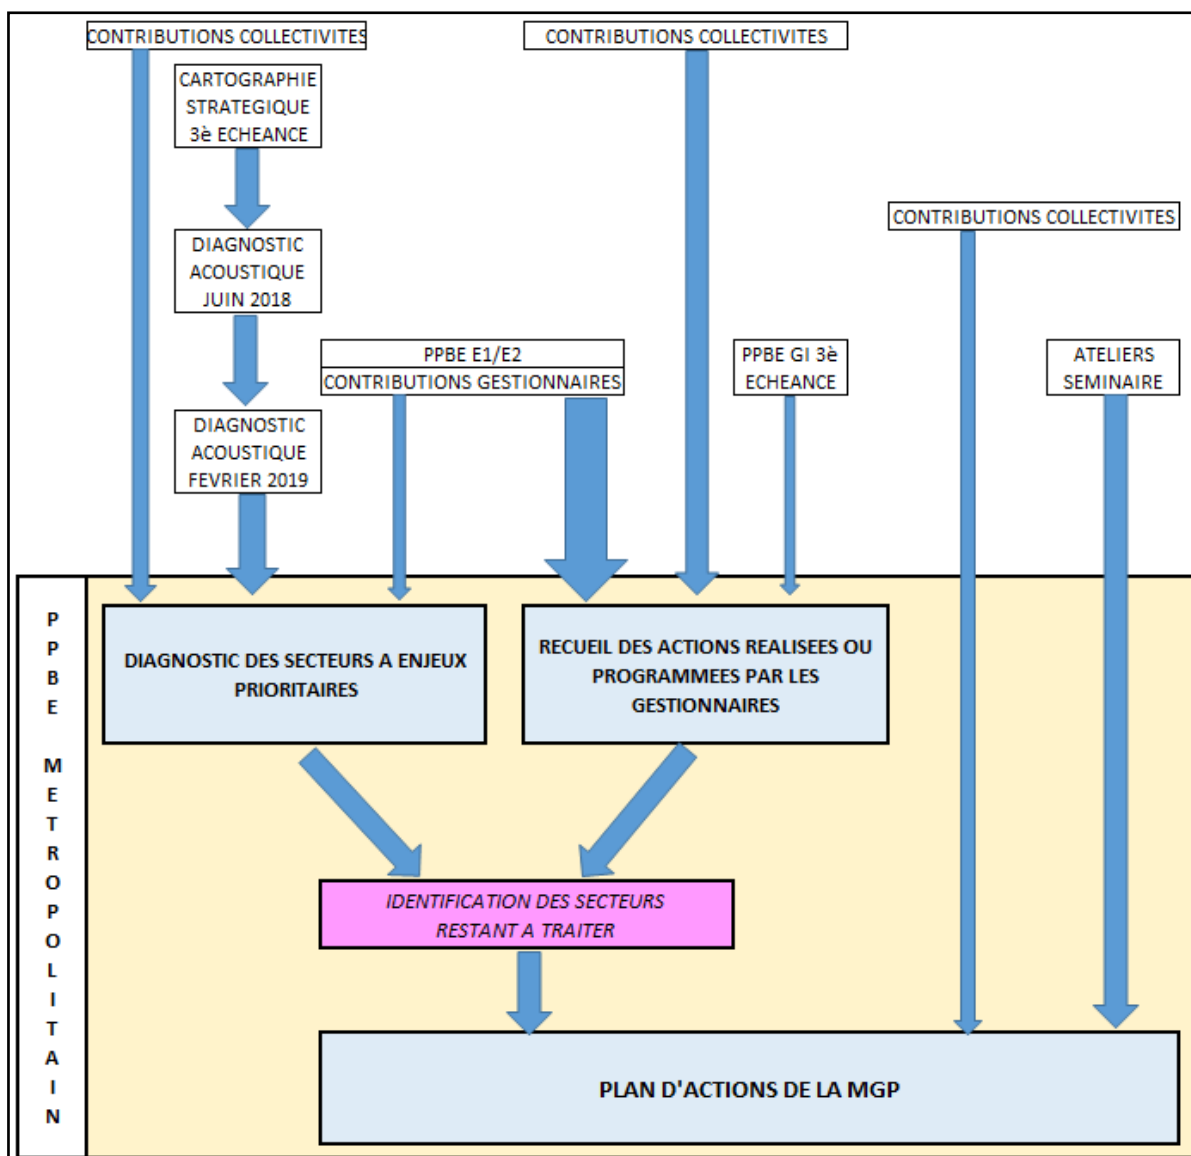 CONTRIBUTIONS COLLECTIVITES
CONTRIBUTIONS COLLECTIVITES
CARTOGRAPHIE
STRATEGIQUE
3è ECHEANCE
CONTRIBUTIONS COLLECTIVITES
DIAGNOSTIC
ACOUSTIQUE
JUIN 2018
PPBE E1/E2
CONTRIBUTIONS GESTIONNAIRES
PPBE GI 3è
ECHEANCE
ATELIERS
SEMINAIRE
DIAGNOSTIC
ACOUSTIQUE
FEVRIER 2019
PPBE METROPOLITAIN
DIAGNOSTIC DES SECTEURS A ENJEUX
PRIORITAIRES
RECUEIL DES ACTIONS REALISEES OU
PROGRAMMEES PAR LES
GESTIONNAIRES
IDENTIFICATION DES SECTEURS
RESTANT A TRAITER
PLAN D'ACTIONS DE LA MGP